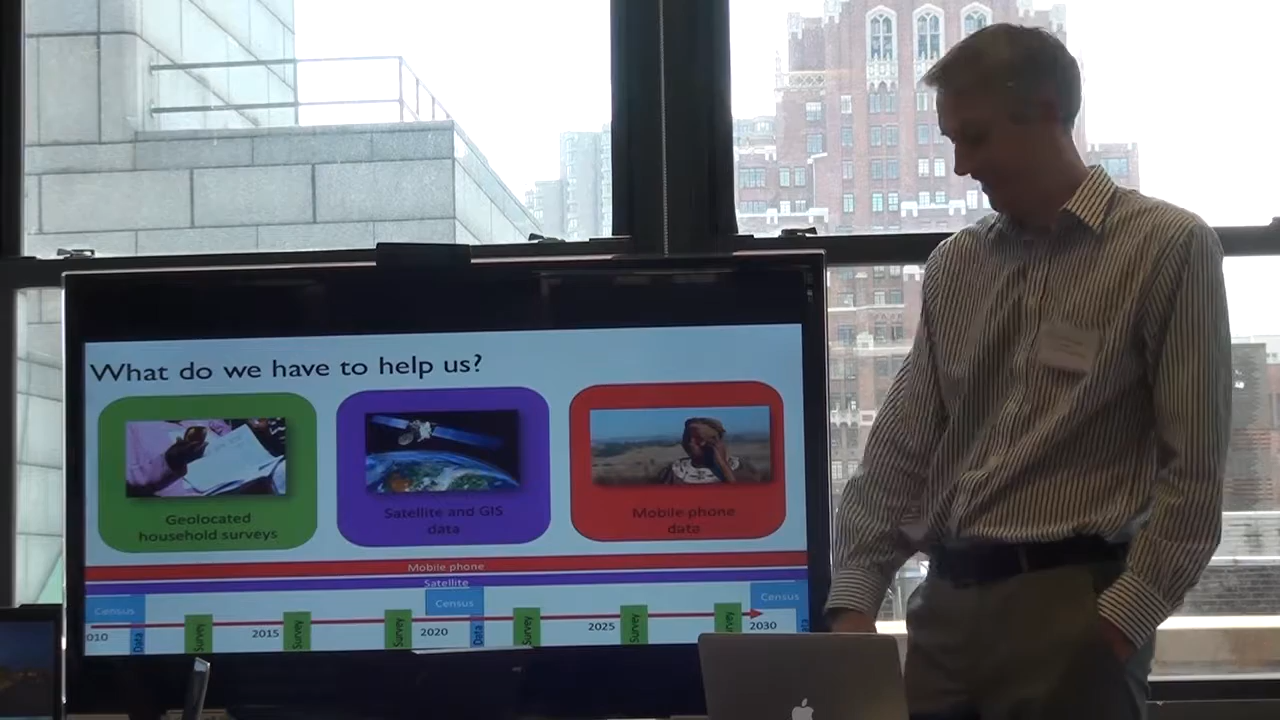 What do we have to help us?
Geolocated
household surveys
Satellite and GIS
data
Mobile phone
data
Mobile phone
Satellite
Census
Census
Census
010
Data
Survey
2015
Survey
Survey
2020
Data
Survey
2025
Survey
Survey
2030